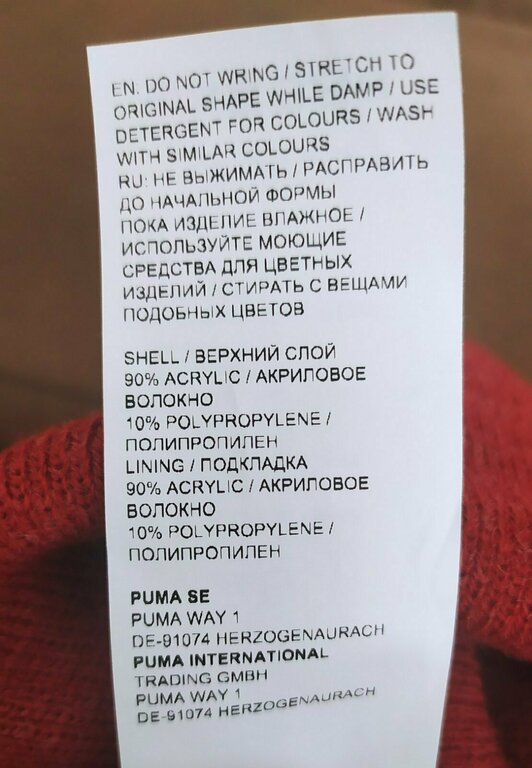 EN: DO NOT WRING / STRETCH TO
ORIGINAL SHAPE WHILE DAMP / USE
DETERGENT FOR COLOURS / WASH
WITH SIMILAR COLOURS
RU: НЕ ВЫЖИМАТЬ / РАСПРАВИТЬ
ДО НАЧАЛЬНОЙ ФОРМЫ
ПОКА ИЗДЕЛИЕ ВЛАЖНОЕ /
ИСПОЛЬЗУЙТЕ МОЮЩИЕ
СРЕДСТВА ДЛЯ ЦВЕТНЫХ
ИЗДЕЛИЙ / СТИРАТЬ С ВЕЩАМИ
ПОДОБНЫХ ЦВЕТОВ
SHELL / ВЕРХНИЙ СЛОЙ
90% ACRYLIC / АКРИЛОВОЕ
ВОЛОКНО
10% POLYPROPYLENE /
ПОЛИПРОПИЛЕН
LINING / ПОДКЛАДКА
90% ACRYLIC / АКРИЛОВОЕ
ВОЛОКНО
10% POLYPROPYLENE /
ПОЛИПРОПИЛЕН
PUMA SE
PUMA WAY 1
DE-91074 HERZOGENAURACH
PUMA INTERNATIONAL
TRADING GMBH
PUMA WAY 1
DE-91074 HERZOGENAURACH